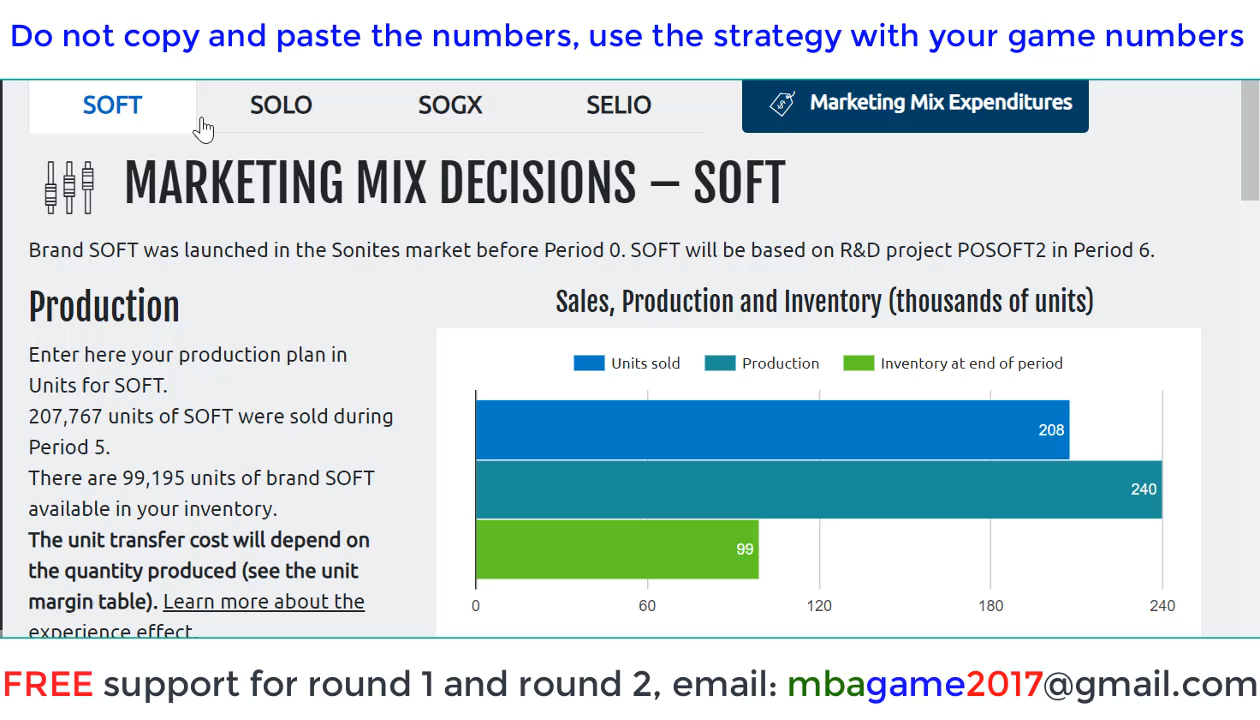 Do not copy and paste the numbers, use the strategy with your game numbers
SOFT SOLO SOGX SELIO Marketing Mix Expenditures
MARKETING MIX DECISIONS – SOFT
Brand SOFT was launched in the Sonites market before Period 0. SOFT will be based on R&D project POSOFT2 in Period 6.
Production
Enter here your production plan in
Units for SOFT.
207,767 units of SOFT were sold during
Period 5.
There are 99,195 units of brand SOFT
available in your inventory.
The unit transfer cost will depend on
the quantity produced (see the unit
margin table). Learn more about the
experience effect.
Sales, Production and Inventory (thousands of units)
Units sold Production Inventory at end of period
208
240
99
0 60 120 180 240
FREE support for round 1 and round 2, email: mbagame2017@gmail.com